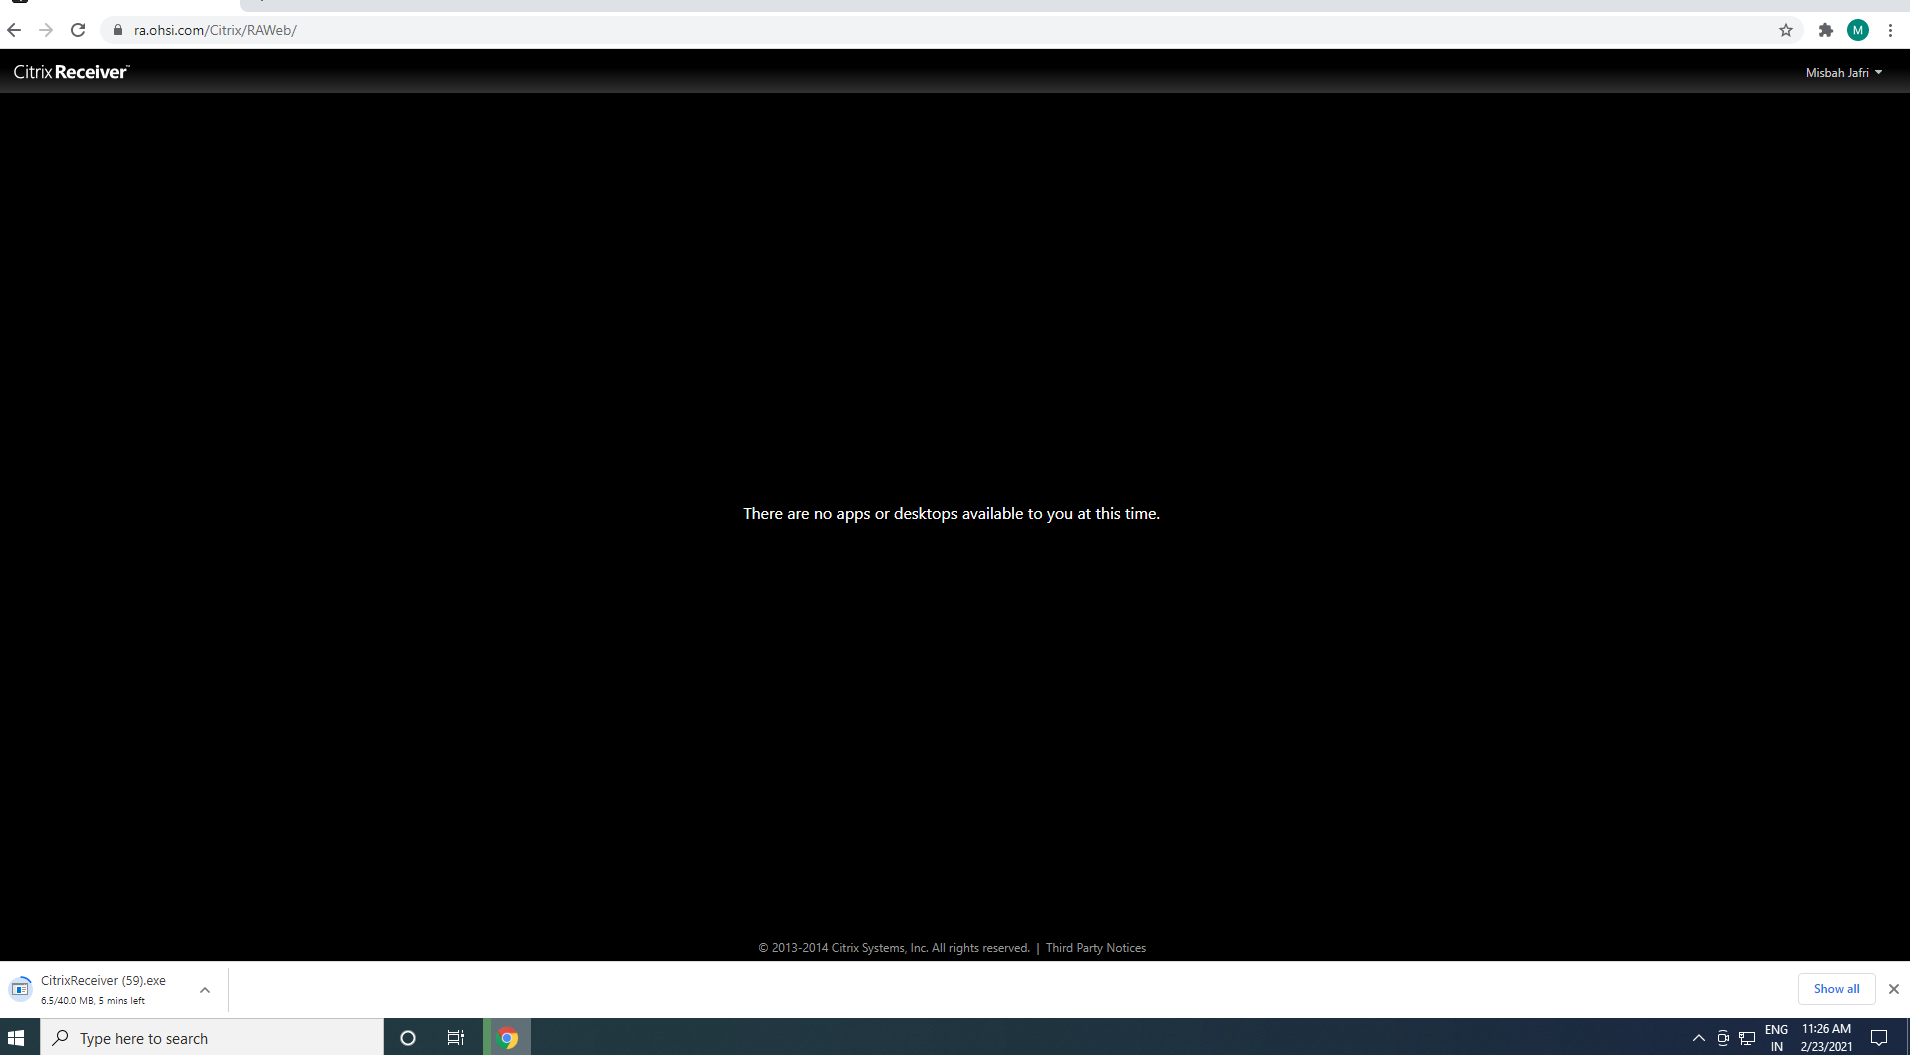 ra.ohsi.com/Citrix/RAWeb/
M
Citrix Receiver™
Misbah Jafri
There are no apps or desktops available to you at this time.
© 2013-2014 Citrix Systems, Inc. All rights reserved. | Third Party Notices
CitrixReceiver (59).exe
6.5/40.0 MB, 5 mins left
Show all
Type here to search
ENG
IN
11:26 AM
2/23/2021